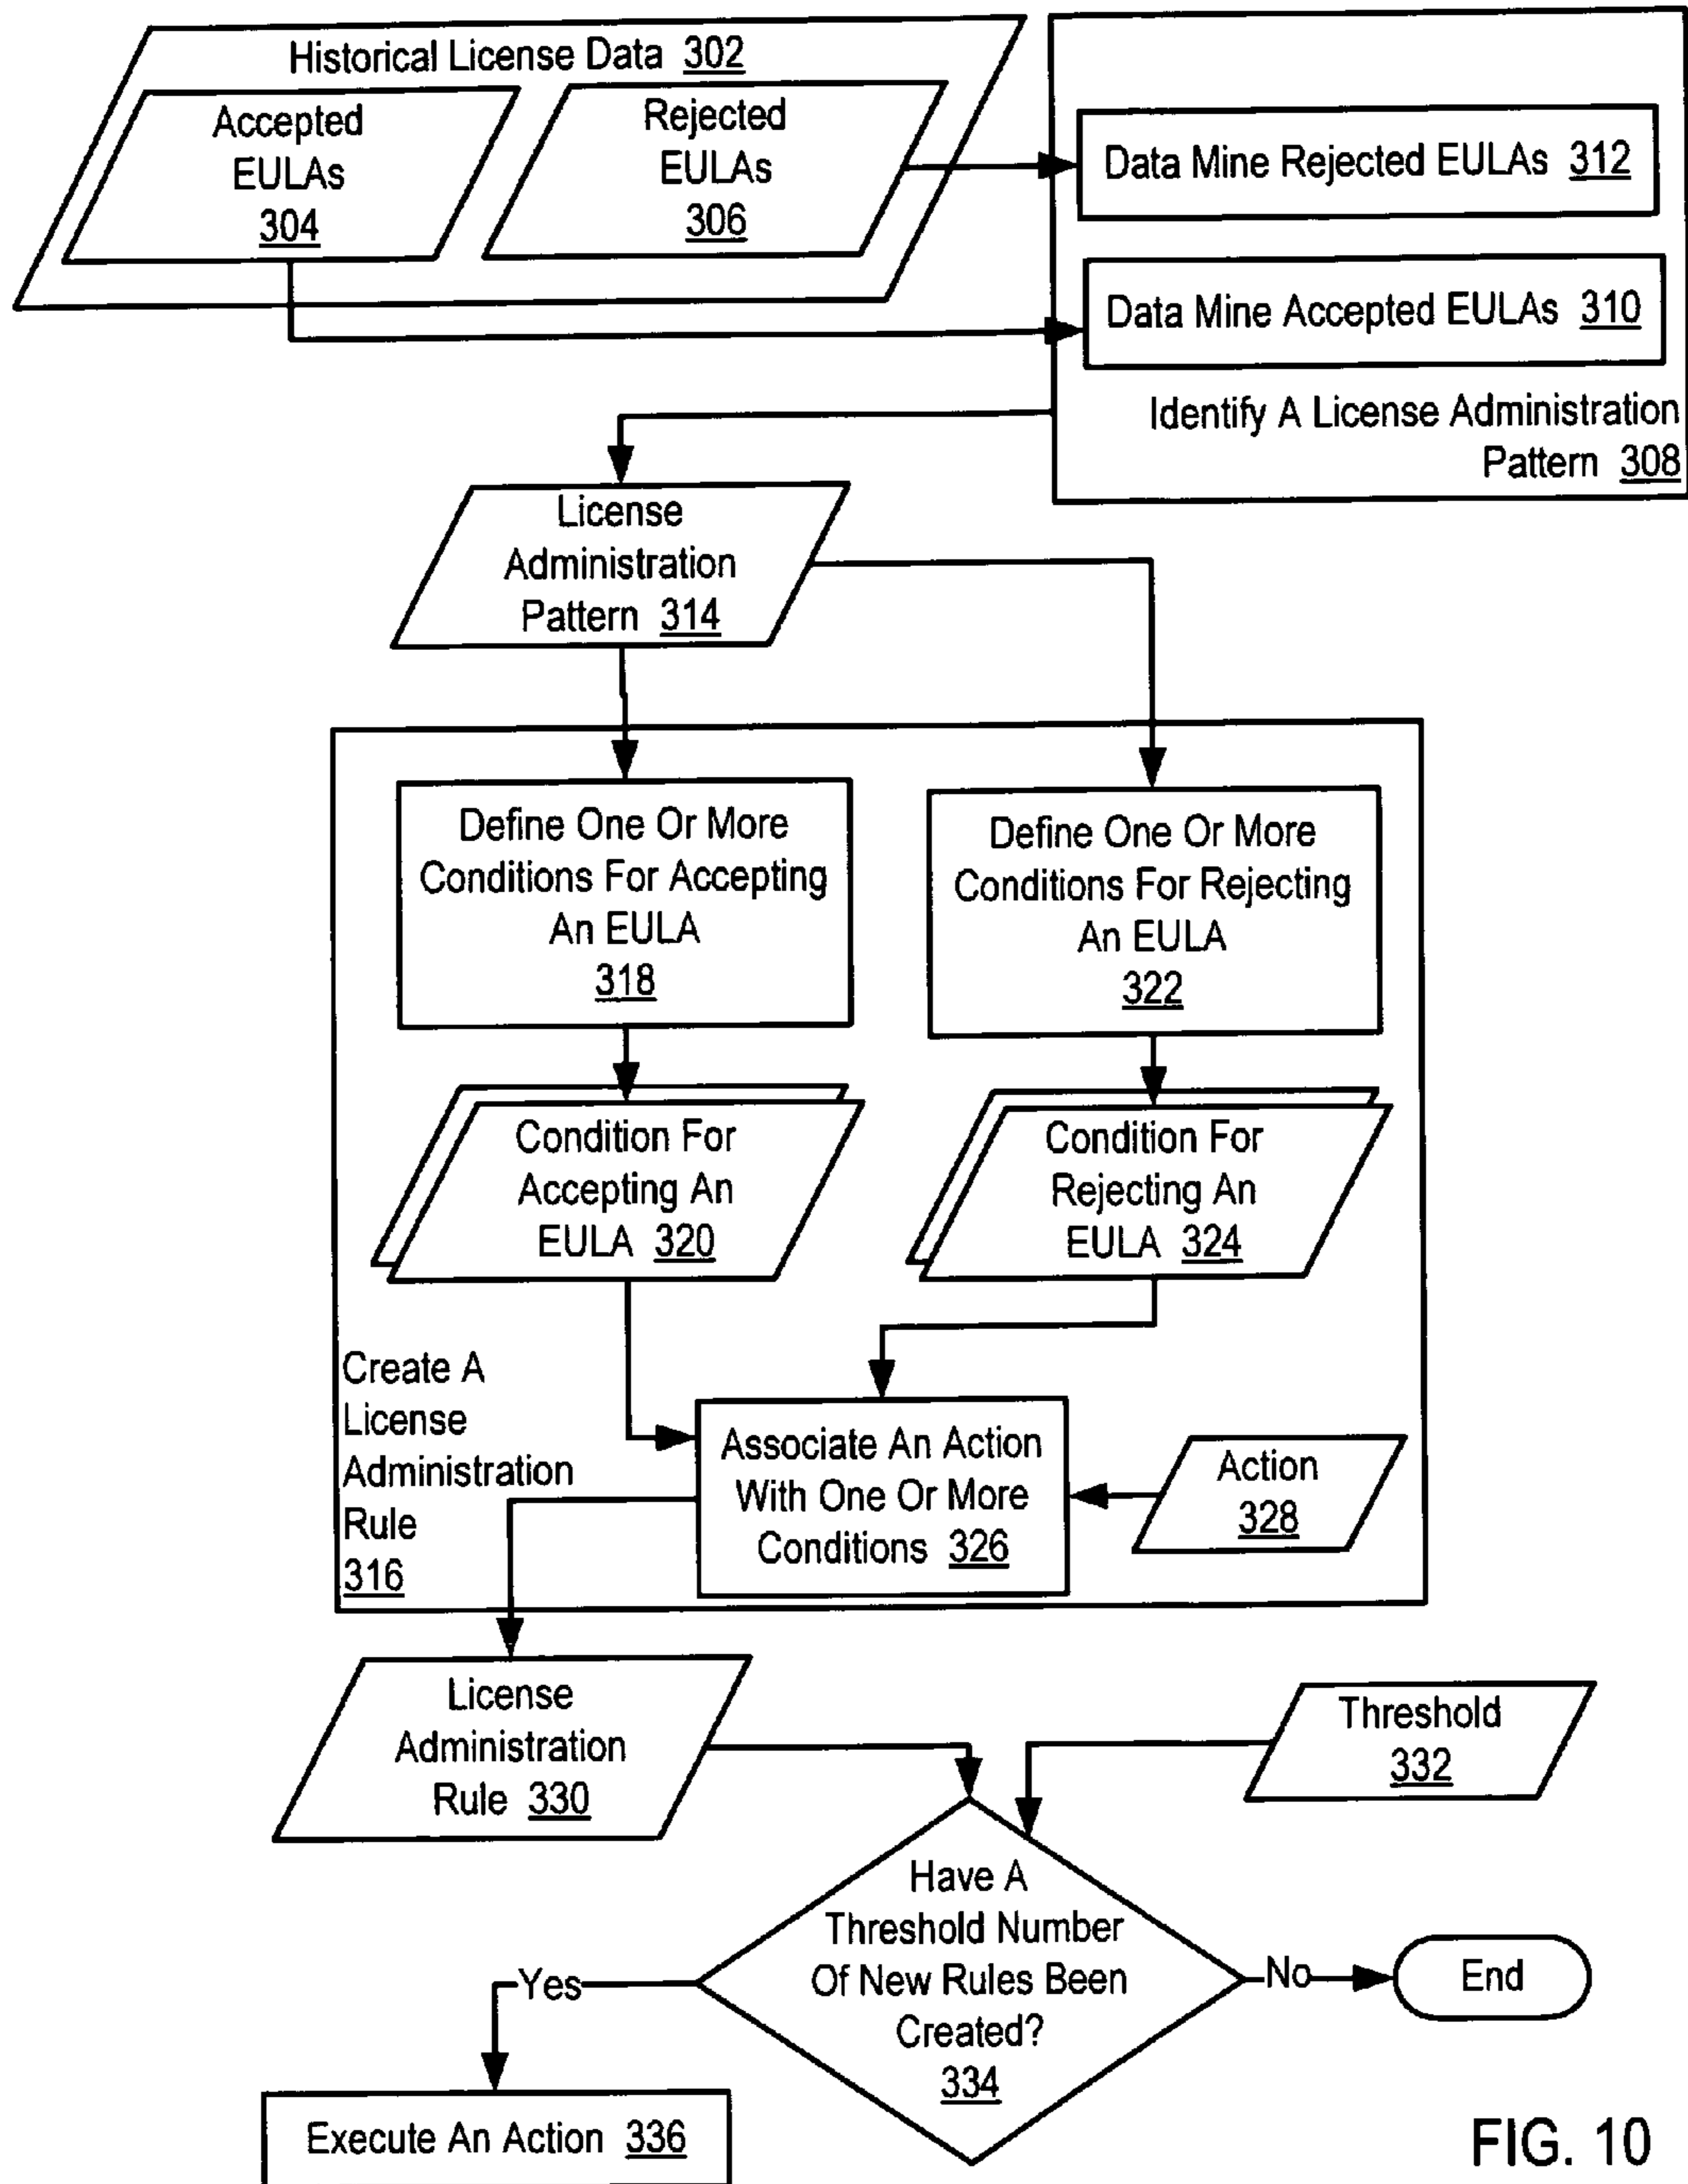 Historical License Data 302
Accepted
EULAs
304
Rejected
EULAs
306
Data Mine Rejected EULAs 312
Data Mine Accepted EULAs 310
Identify A License Administration
Pattern 308
License
Administration
Pattern 314
Define One Or More
Conditions For Accepting
An EULA
318
Define One Or More
Conditions For Rejecting
An EULA
322
Condition For
Accepting An
EULA 320
Condition For
Rejecting An
EULA 324
Create A
License
Administration
Rule
316
Associate An Action
With One Or More
Conditions 326
Action
328
License
Administration
Rule 330
Threshold
332
Have A
Threshold Number
Of New Rules Been
Created?
334
Yes
No
End
Execute An Action 336
FIG. 10